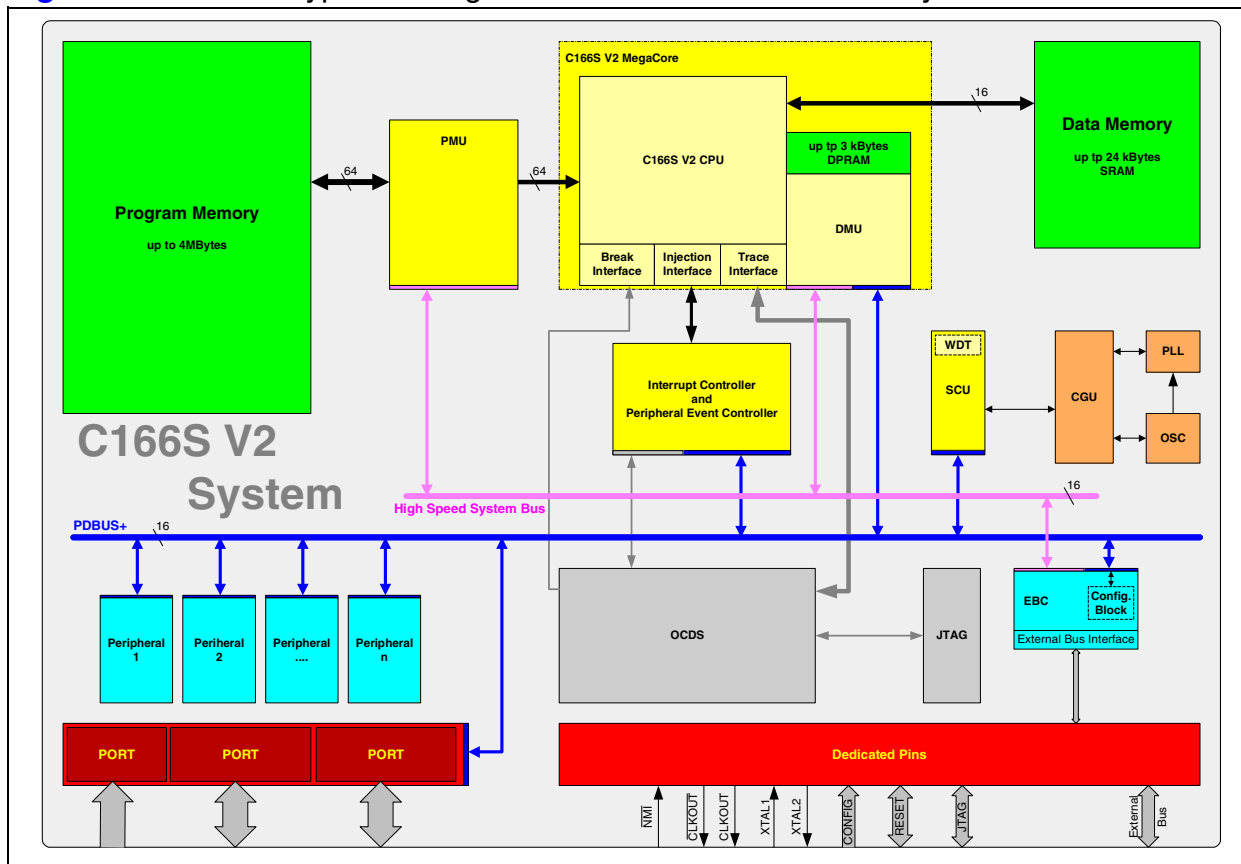 C166S V2 MegaCore
16
Data Memory
up tp 24 kBytes
SRAM
PMU
C166S V2 CPU
up tp 3 kBytes
DPRAM
64
64
Program Memory
up to 4MBytes
DMU
Break
Interface
Injection
Interface
Trace
Interface
WDT
SCU
CGU
PLL
OSC
Interrupt Controller
and
Peripheral Event Controller
C166S V2
System
16
High Speed System Bus
PDBUS+
16
Peripheral
1
Periheral
2
Peripheral
....
Peripheral
n
OCDS
JTAG
EBC
Config.
Block
External Bus Interface
PORT
PORT
PORT
Dedicated Pins
NMI
CLKOUT
CLKOUT
XTAL1
XTAL2
CONFIG
RESET
JTAG
External
Bus